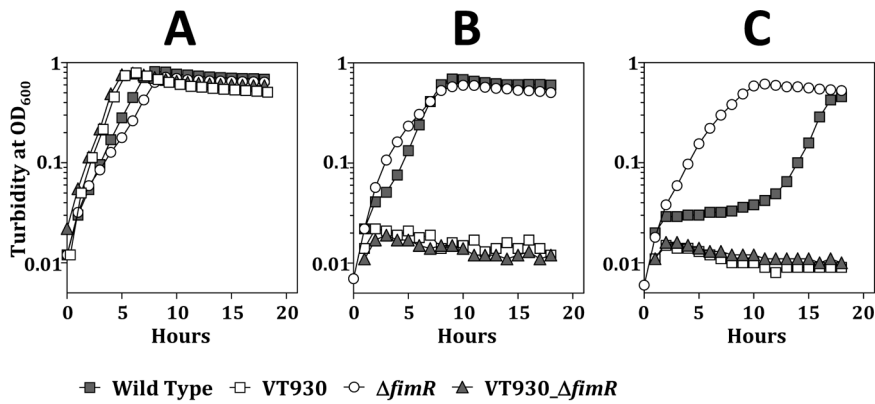 A B C
Turbidity at OD600
1 1 1
0.1 0.1 0.1
0.01 0.01 0.01
0 5 10 15 20 0 5 10 15 20 0 5 10 15 20
Hours Hours Hours
Wild Type VT930 ΔfimR VT930_ΔfimR